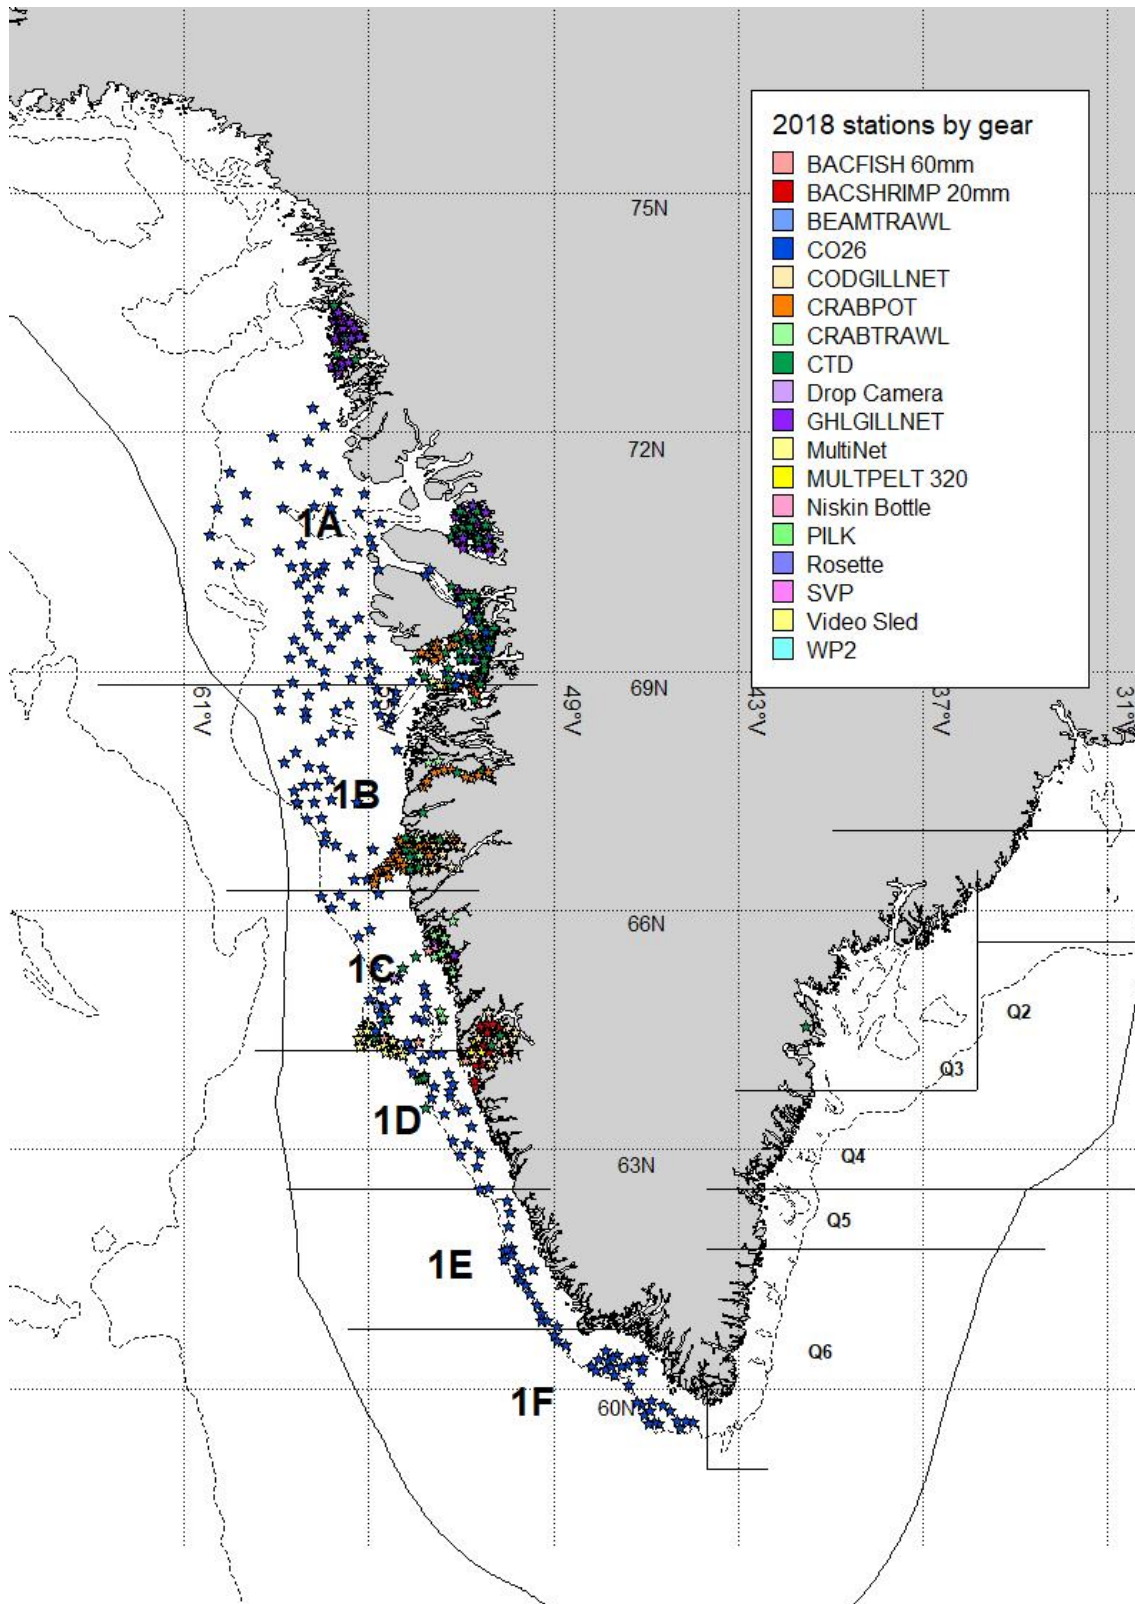 2018 stations by gear
BACFISH 60mm
BACSHRIMP 20mm
BEAMTRAWL
CO26
CODGILLNET
CRABPOT
CRABTRAWL
CTD
Drop Camera
GHLGILLNET
MultiNet
MULTPELT 320
Niskin Bottle
PILK
Rosette
SVP
Video Sled
WP2
75N
72N
1A
69N
61°V
55°V
49°V
43°V
37°V
31°V
1B
66N
1C
Q2
Q3
1D
63N
Q4
Q5
1E
Q6
1F
60N